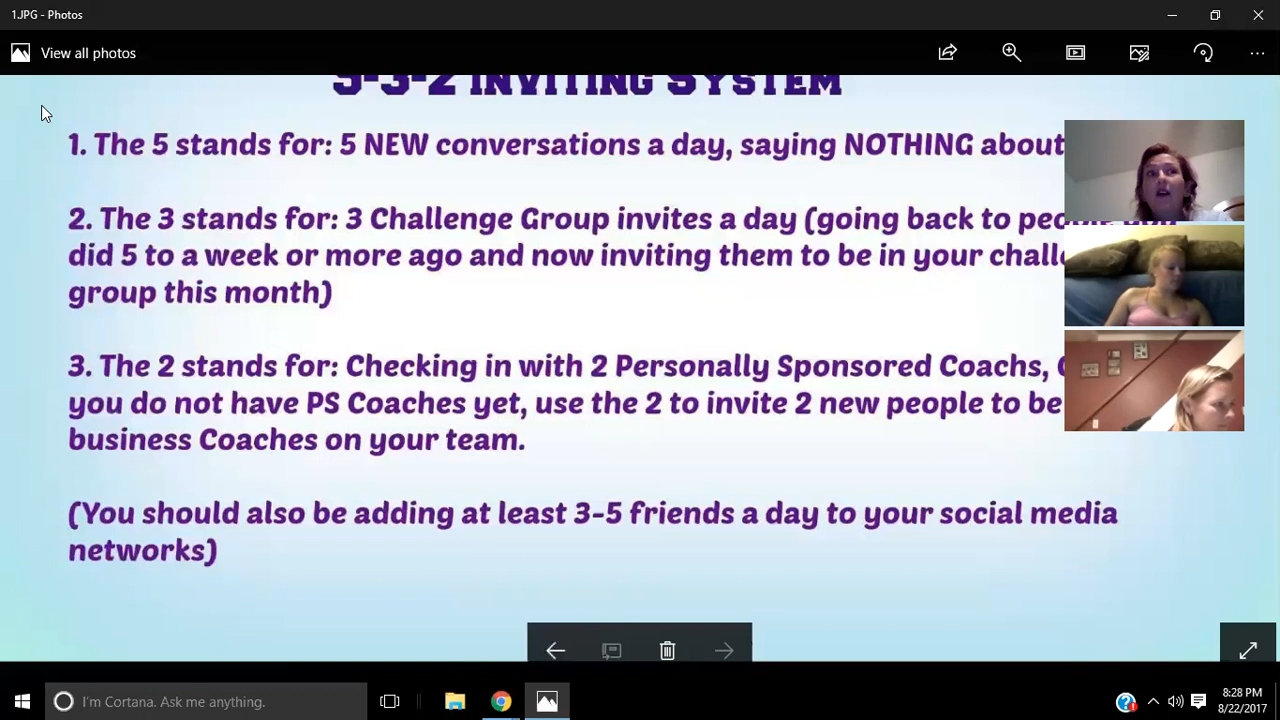 1.JPG - Photos
View all photos
5-3-2 INVITING SYSTEM
1. The 5 stands for: 5 NEW conversations a day, saying NOTHING about
2. The 3 stands for: 3 Challenge Group invites a day (going back to people
did 5 to a week or more ago and now inviting them to be in your challe
group this month)
3. The 2 stands for: Checking in with 2 Personally Sponsored Coachs,
you do not have PS Coaches yet, use the 2 to invite 2 new people to be
business Coaches on your team.
(You should also be adding at least 3-5 friends a day to your social media
networks)
I'm Cortana. Ask me anything.
8:28 PM
8/22/2017